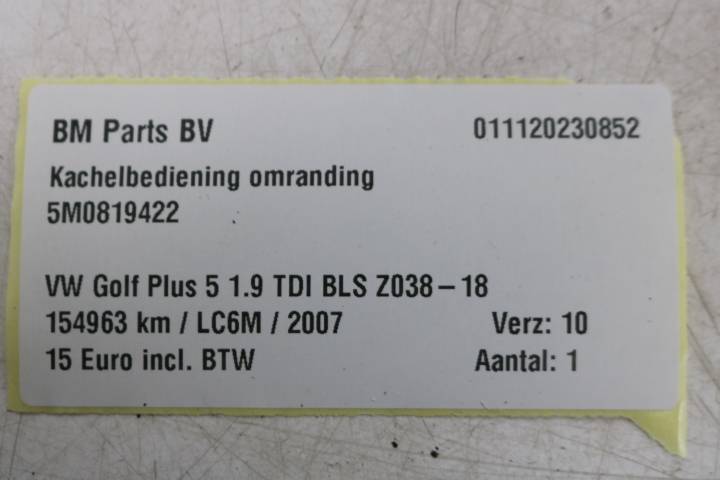 BM Parts BV 011120230852
Kachelbediening omranding
5M0819422
VW Golf Plus 5 1.9 TDI BLS Z038-18
154963 km / LC6M / 2007 Verz: 10
15 Euro incl. BTW Aantal: 1